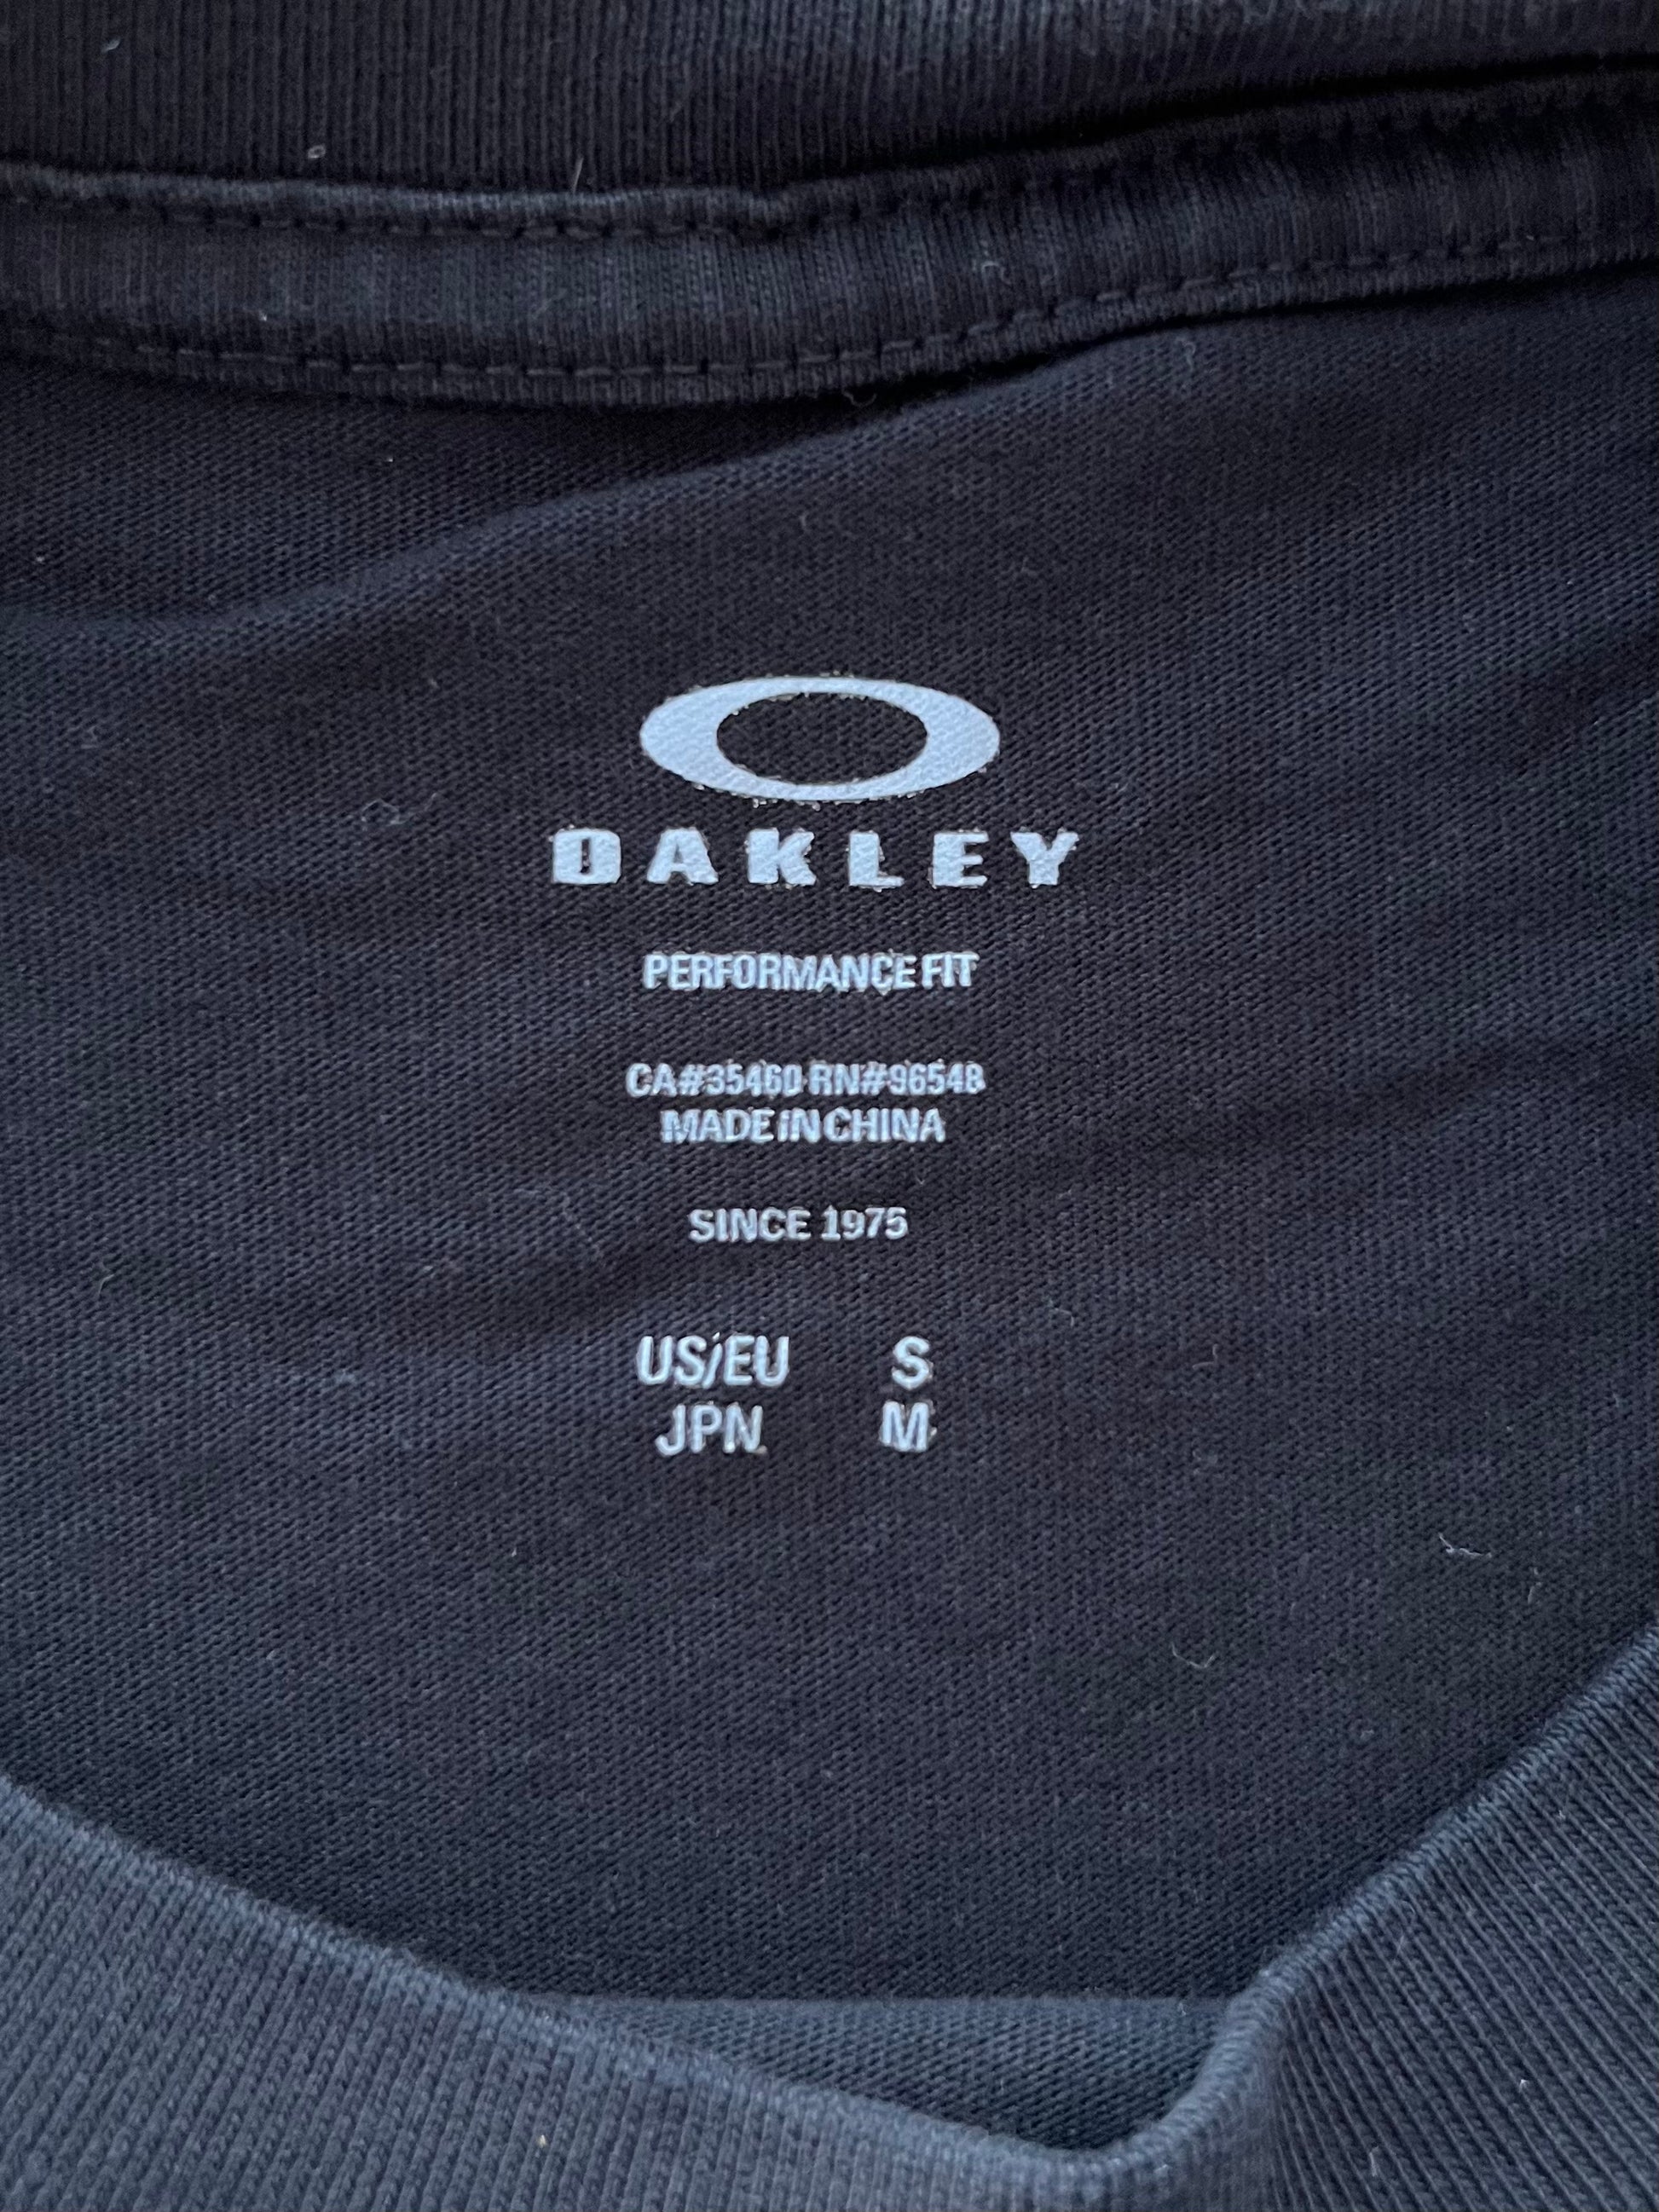 OAKLEY
PERFORMANCE FIT
CA#35460 RN#96548
MADE IN CHINA
SINCE 1975
US/EU S
JPN M